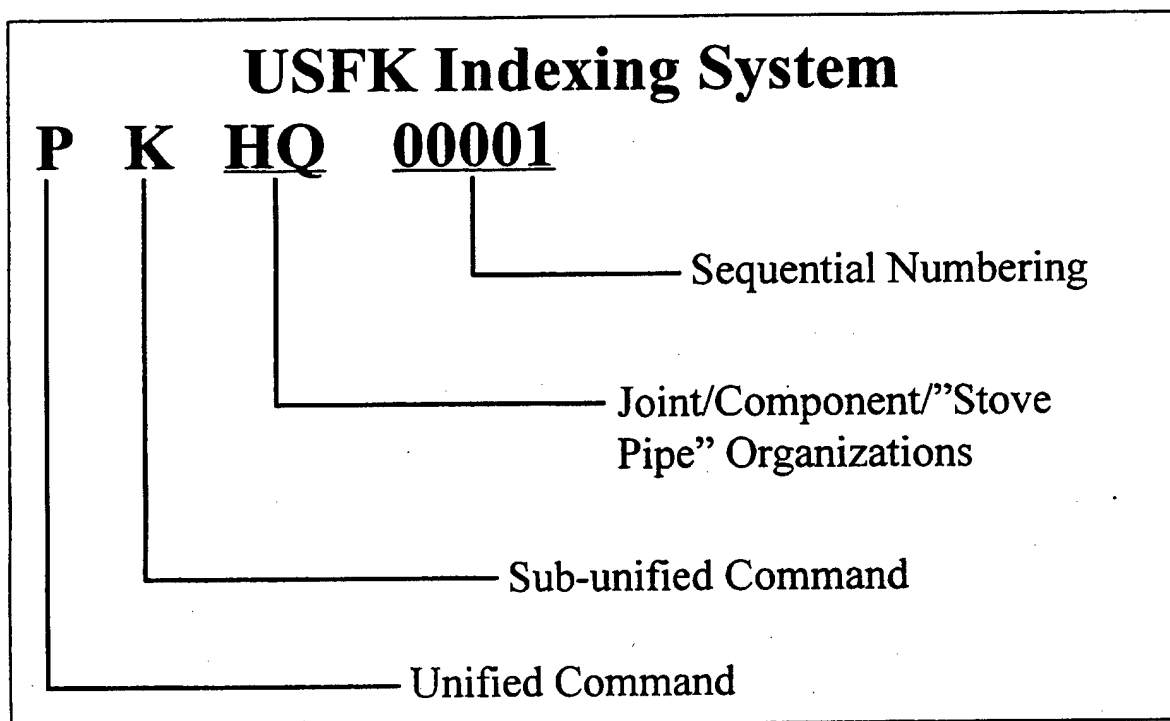 USFK Indexing System
P K HQ 00001
Sequential Numbering
Joint/Component/”Stove
Pipe” Organizations
Sub-unified Command
Unified Command